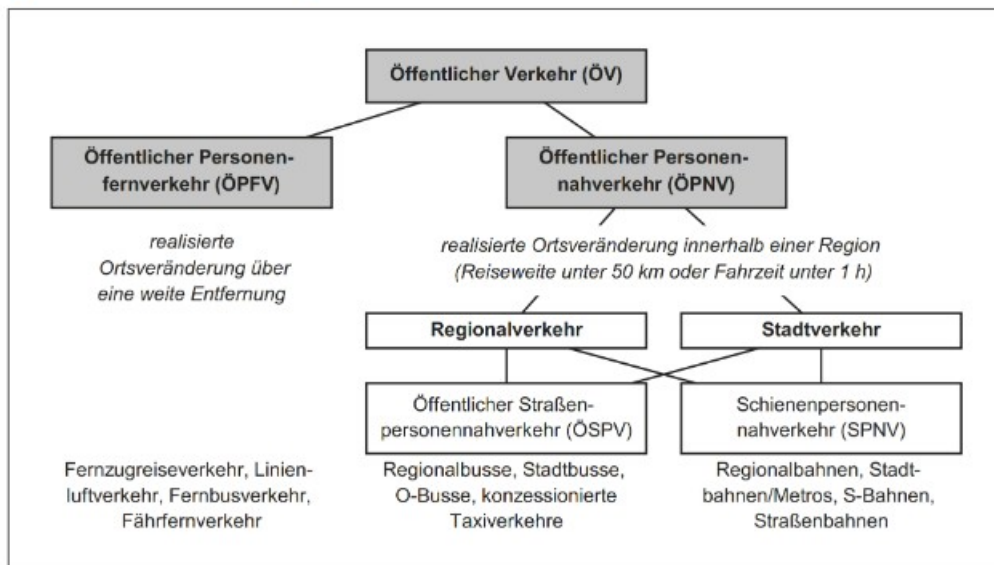 Öffentlicher Verkehr (ÖV)
Öffentlicher Personen-
fernverkehr (ÖPFV)
Öffentlicher Personen-
nahverkehr (ÖPNV)
realisierte
Ortsveränderung über
eine weite Entfernung
realisierte Ortsveränderung innerhalb einer Region
(Reiseweite unter 50 km oder Fahrzeit unter 1 h)
Regionalverkehr
Stadtverkehr
Öffentlicher Straßen-
personennahverkehr (ÖSPV)
Schienenpersonen-
nahverkehr (SPNV)
Fernzugreiseverkehr, Linien-
luftverkehr, Fernbusverkehr,
Fährfernverkehr
Regionalbusse, Stadtbusse,
O-Busse, konzessionierte
Taxiverkehre
Regionalbahnen, Stadt-
bahnen/Metros, S-Bahnen,
Straßenbahnen